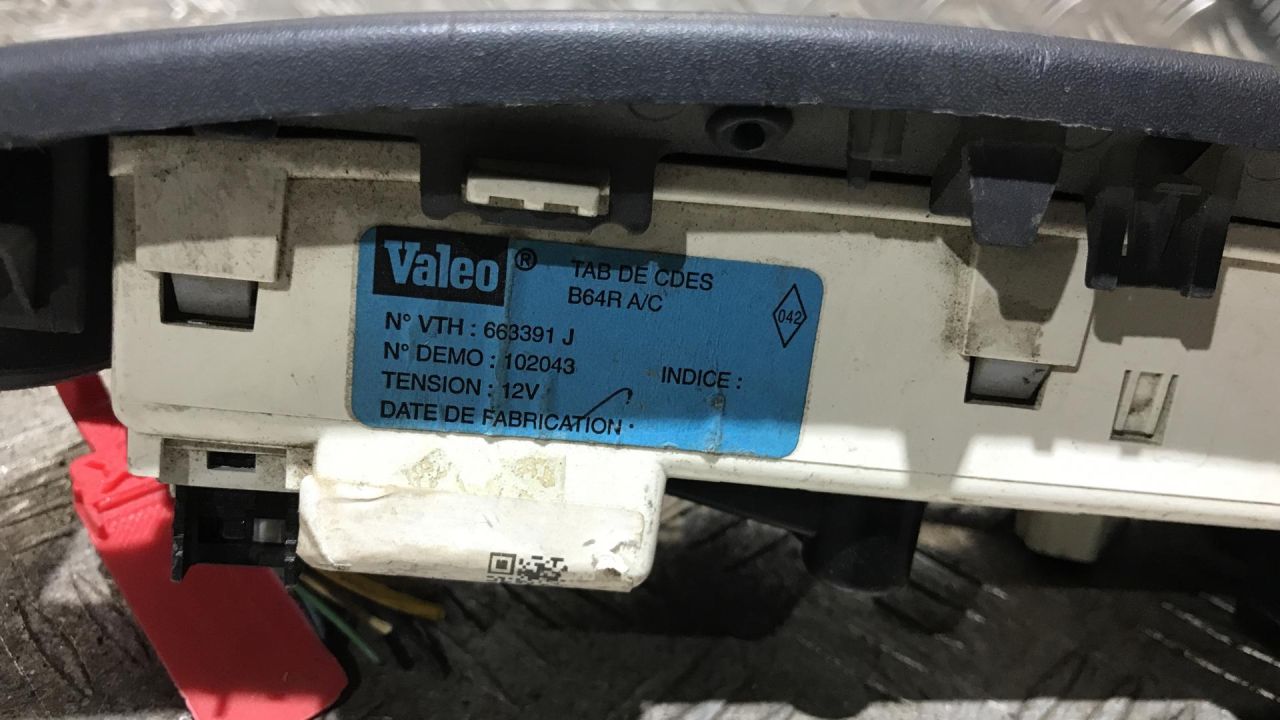 Valeo®
TAB DE CDES
B64R A/C
042
N° VTH : 663391 J
N° DEMO : 102043
INDICE :
TENSION : 12V
DATE DE FABRICATION